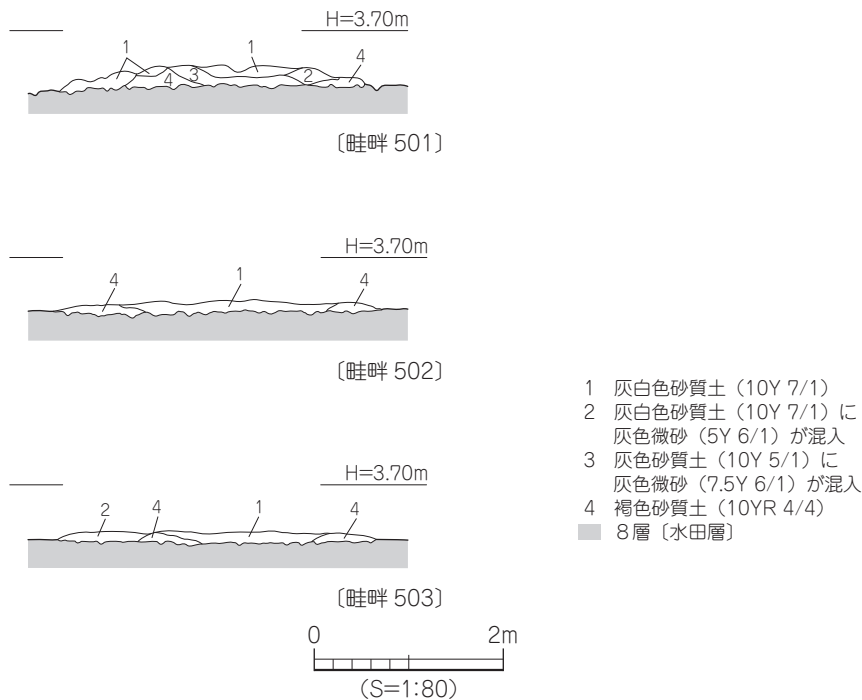 H=3.70m
1 1 4
3 2
4
〔畦畔 501〕
H=3.70m
4 1 4
〔畦畔 502〕
H=3.70m
2 4 1 4
〔畦畔 503〕
0 2m
(S=1:80)
1 灰白色砂質土（10Y 7/1）
2 灰白色砂質土（10Y 7/1）に
灰色微砂（5Y 6/1）が混入
3 灰色砂質土（10Y 5/1）に
灰色微砂（7.5Y 6/1）が混入
4 褐色砂質土（10YR 4/4）
8層〔水田層〕